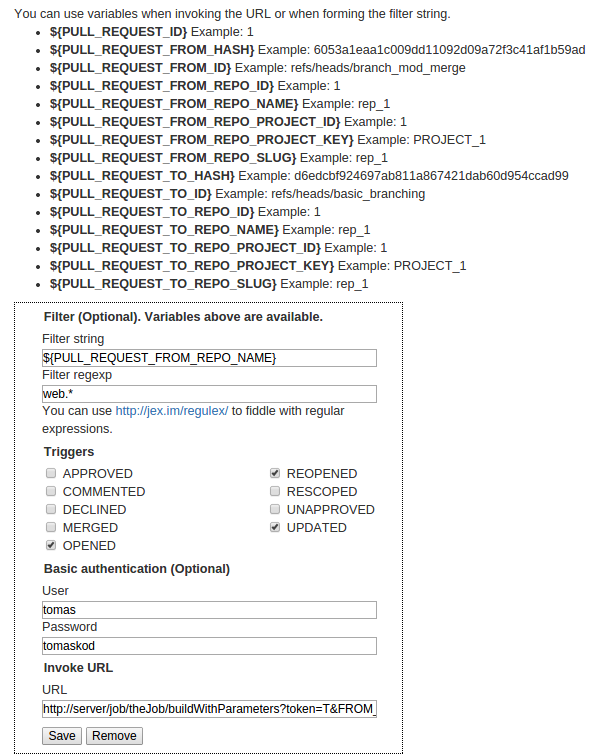 You can use variables when invoking the URL or when forming the filter string.
• ${PULL_REQUEST_ID} Example: 1
• ${PULL_REQUEST_FROM_HASH} Example: 6053a1eaa1c009dd11092d09a72f3c41af1b59ad
• ${PULL_REQUEST_FROM_ID} Example: refs/heads/branch_mod_merge
• ${PULL_REQUEST_FROM_REPO_ID} Example: 1
• ${PULL_REQUEST_FROM_REPO_NAME} Example: rep_1
• ${PULL_REQUEST_FROM_REPO_PROJECT_ID} Example: 1
• ${PULL_REQUEST_FROM_REPO_PROJECT_KEY} Example: PROJECT_1
• ${PULL_REQUEST_FROM_REPO_SLUG} Example: rep_1
• ${PULL_REQUEST_TO_HASH} Example: d6edcbf924697ab811a867421dab60d954ccad99
• ${PULL_REQUEST_TO_ID} Example: refs/heads/basic_branching
• ${PULL_REQUEST_TO_REPO_ID} Example: 1
• ${PULL_REQUEST_TO_REPO_NAME} Example: rep_1
• ${PULL_REQUEST_TO_REPO_PROJECT_ID} Example: 1
• ${PULL_REQUEST_TO_REPO_PROJECT_KEY} Example: PROJECT_1
• ${PULL_REQUEST_TO_REPO_SLUG} Example: rep_1
Filter (Optional). Variables above are available.
Filter string
${PULL_REQUEST_FROM_REPO_NAME}
Filter regexp
web.*
You can use http://jex.im/regulex/ to fiddle with regular
expressions.
Triggers
APPROVED REOPENED
COMMENTED RESCOPED
DECLINED UNAPPROVED
MERGED UPDATED
OPENED
Basic authentication (Optional)
User
tomas
Password
tomaskod
Invoke URL
URL
http://server/job/theJob/buildWithParameters?token=T&FROM_
Save Remove